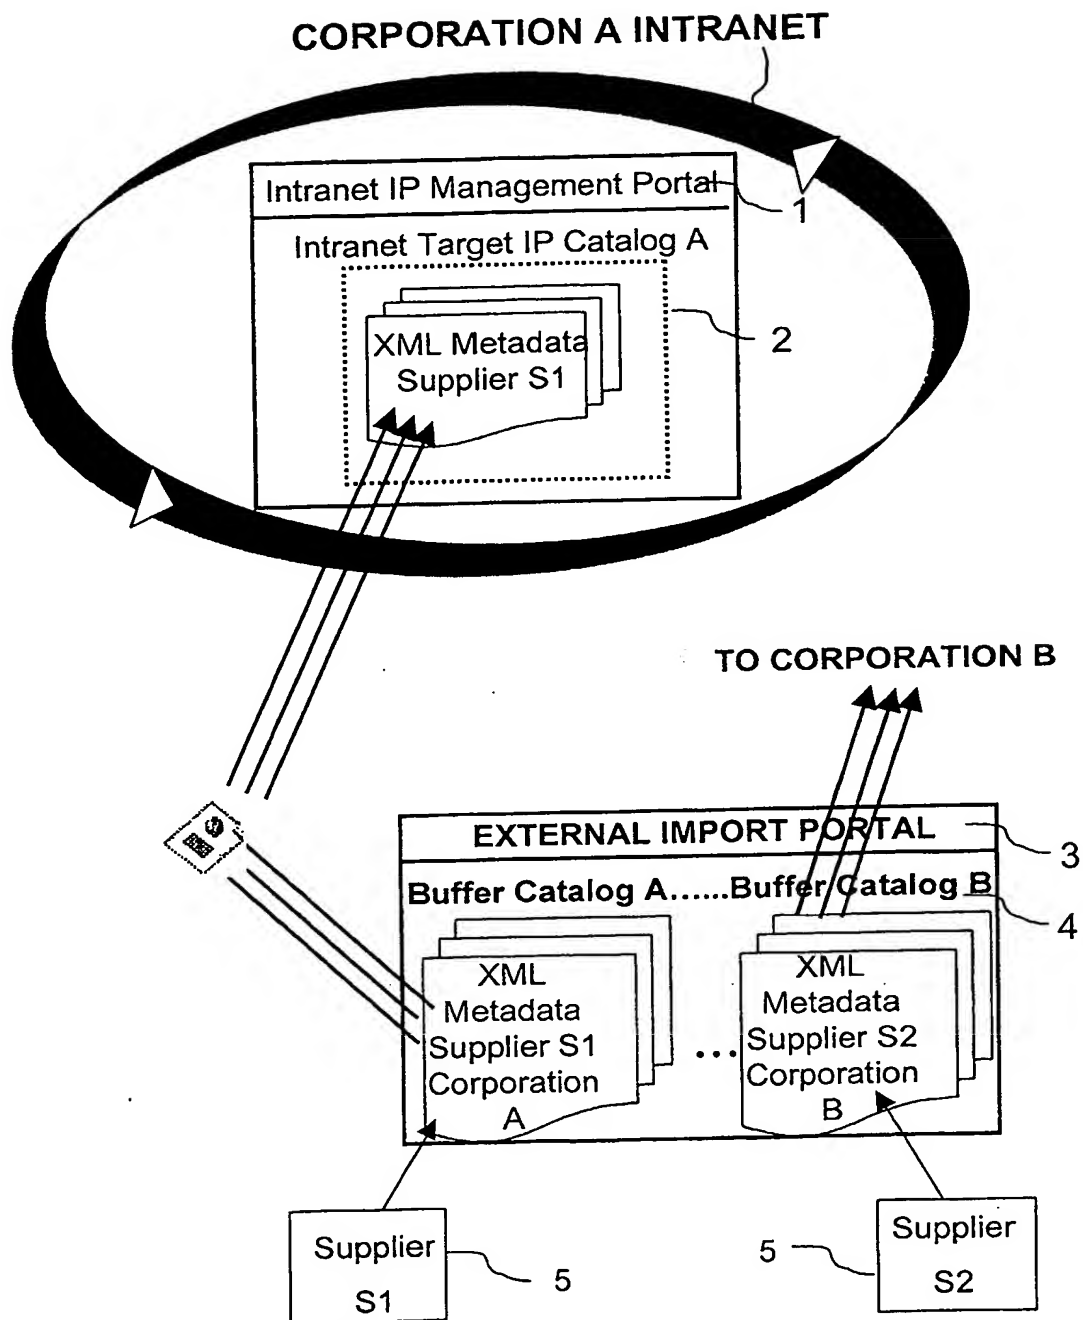 CORPORATION A INTRANET
Intranet IP Management Portal
1
Intranet Target IP Catalog A
2
XML Metadata
Supplier S1
TO CORPORATION B
EXTERNAL IMPORT PORTAL
3
Buffer Catalog A......Buffer Catalog B
4
XML
Metadata
Supplier S1
Corporation
A
...
XML
Metadata
Supplier S2
Corporation
B
Supplier
S1
5
5
Supplier
S2